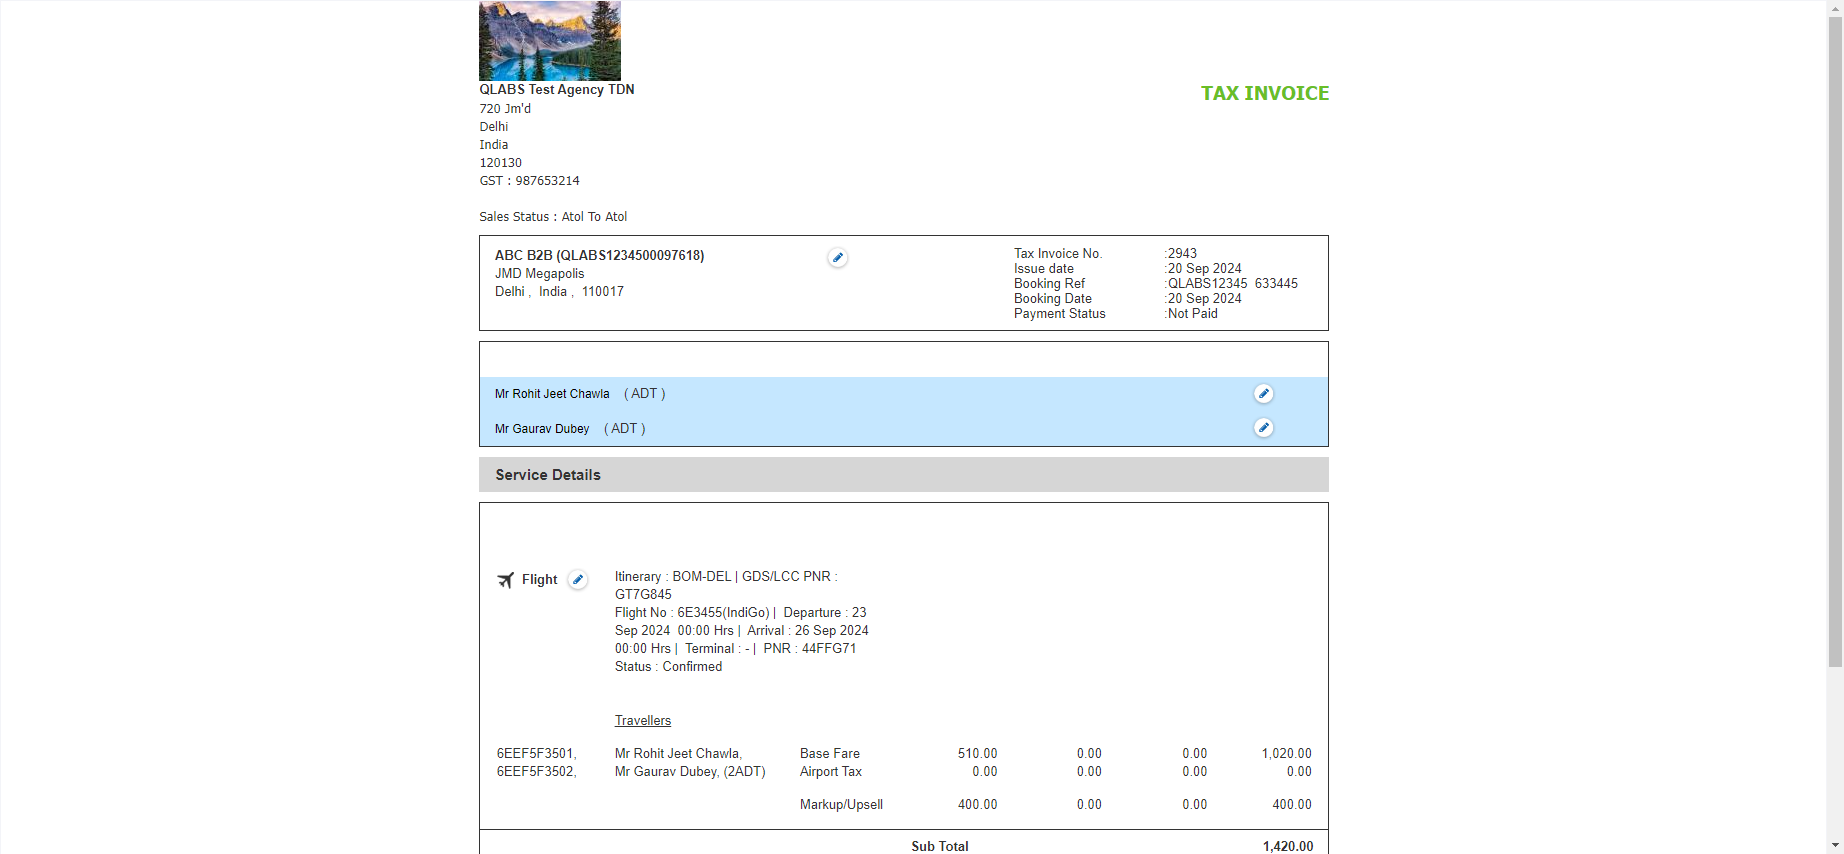 QLABS Test Agency TDN
TAX INVOICE
720 Jm'd
Delhi
India
120130
GST : 987653214
Sales Status : Atol To Atol
ABC B2B (QLABS1234500097618)
JMD Megapolis
Delhi , India , 110017
Tax Invoice No. :2943
Issue date :20 Sep 2024
Booking Ref :QLABS12345 633445
Booking Date :20 Sep 2024
Payment Status :Not Paid
Mr Rohit Jeet Chawla ( ADT )
Mr Gaurav Dubey ( ADT )
Service Details
Flight
Itinerary : BOM-DEL | GDS/LCC PNR :
GT7G845
Flight No : 6E3455(IndiGo) | Departure : 23
Sep 2024 00:00 Hrs | Arrival : 26 Sep 2024
00:00 Hrs | Terminal : - | PNR : 44FFG71
Status : Confirmed
Travellers
6EEF5F3501, Mr Rohit Jeet Chawla, Base Fare 510.00 0.00 0.00 1,020.00
6EEF5F3502, Mr Gaurav Dubey, (2ADT) Airport Tax 0.00 0.00 0.00 0.00
Markup/Upsell 400.00 0.00 0.00 400.00
Sub Total 1,420.00